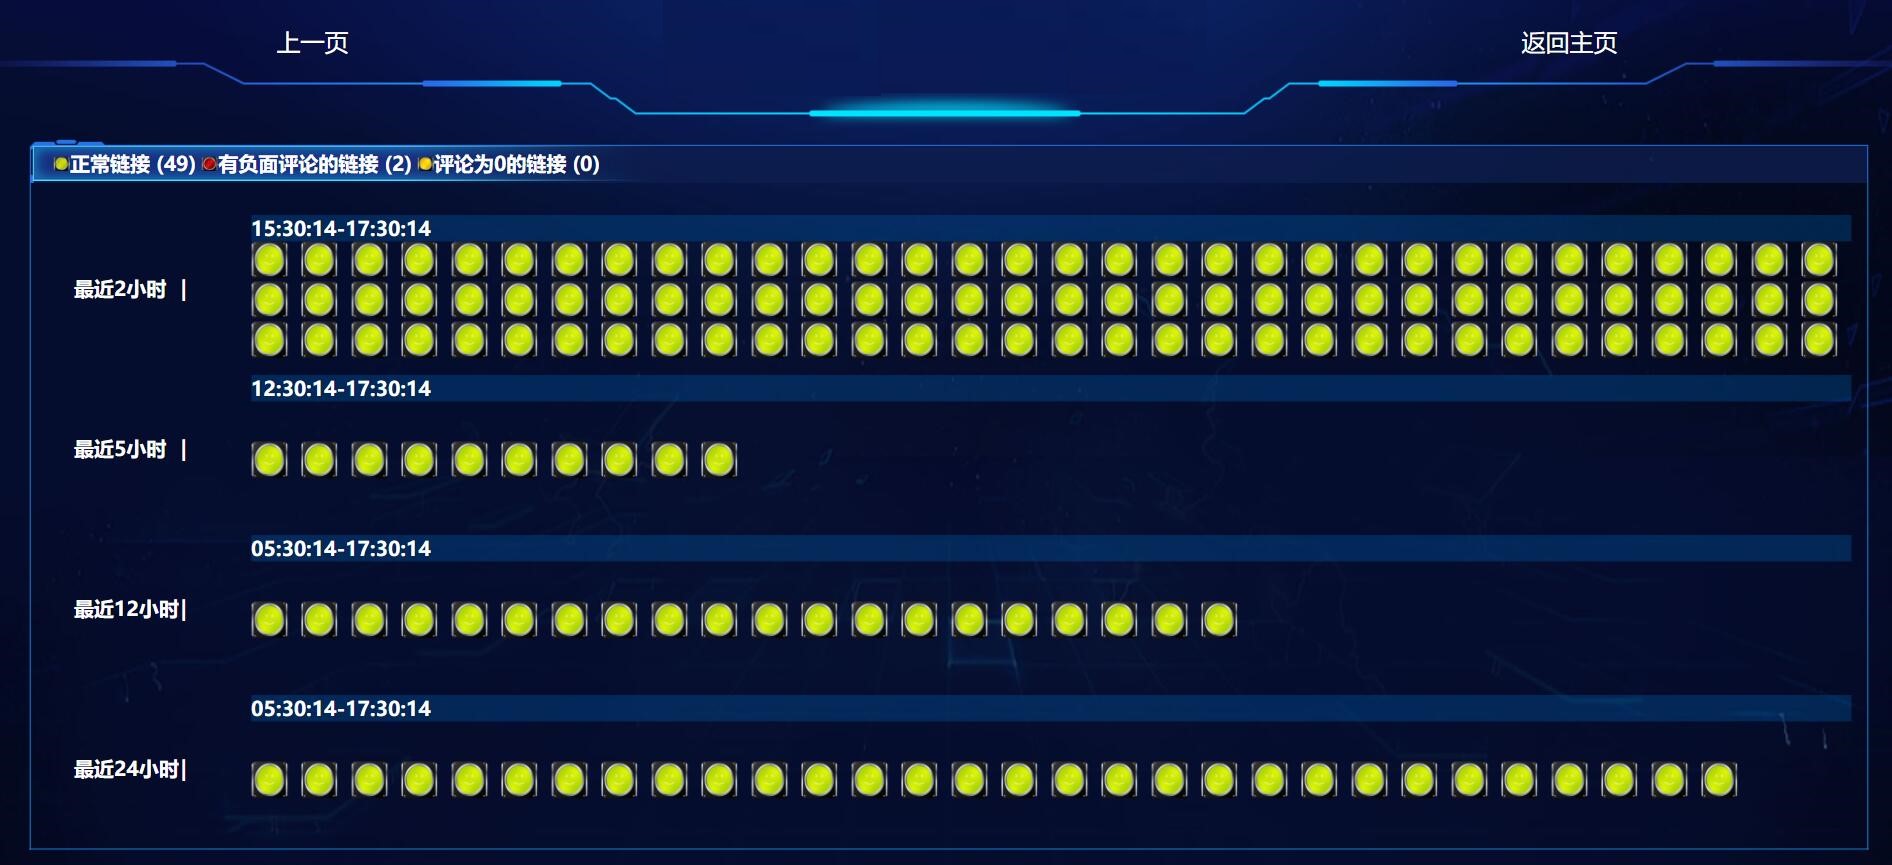 上一页
返回主页
正常链接 (49) 有负面评论的链接 (2) 评论为0的链接 (0)
15:30:14-17:30:14
最近2小时 |
12:30:14-17:30:14
最近5小时 |
05:30:14-17:30:14
最近12小时|
05:30:14-17:30:14
最近24小时|